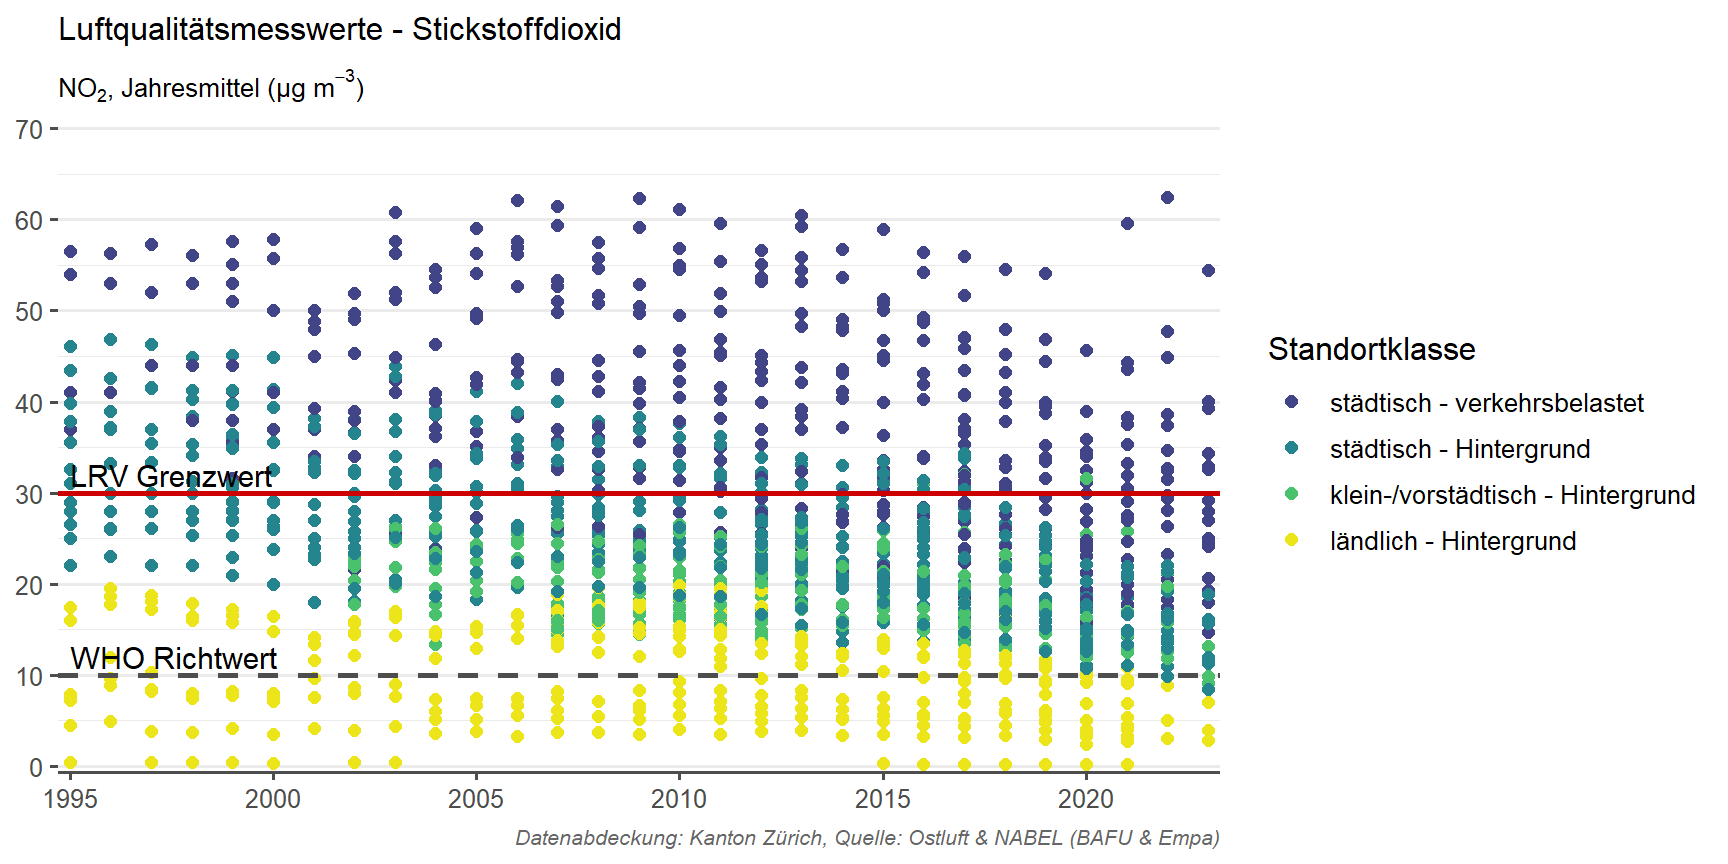 Luftqualitätsmesswerte - Stickstoffdioxid
NO₂, Jahresmittel (µg m⁻³)
70
60
50
40
30
20
10
0
LRV Grenzwert
WHO Richtwert
1995 2000 2005 2010 2015 2020
Standortklasse
städtisch - verkehrsbelastet
städtisch - Hintergrund
klein-/vorstädtisch - Hintergrund
ländlich - Hintergrund
Datenabdeckung: Kanton Zürich, Quelle: Ostluft & NABEL (BAFU & Empa)